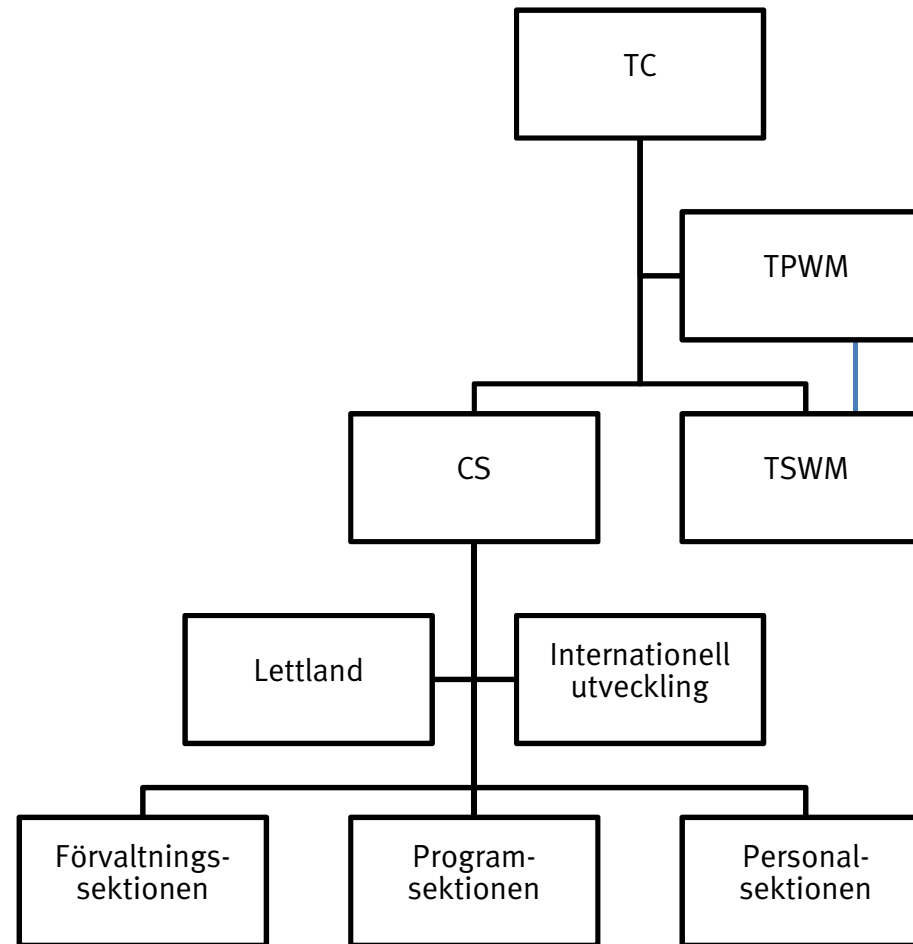 TC
TPWM
CS
TSWM
Lettland
Internationell
utveckling
Förvaltnings-
sektionen
Program-
sektionen
Personal-
sektionen